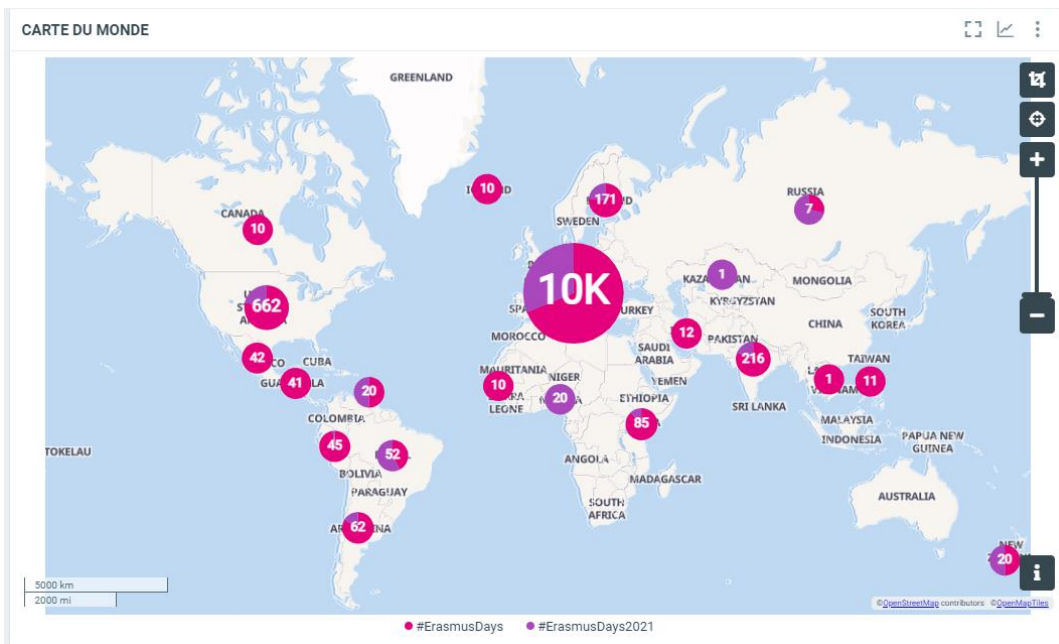 CARTE DU MONDE
GREENLAND
10
171
SWEDEN
RUSSIA
7
CANADA
10
10K
1
MONGOLIA
KYRGYZSTAN
662
SOUTH
KOREA
CHINA
MOROCCO
12
PAKISTAN
SAUDI
ARABIA
216
TAIWAN
42
CUBA
41
MAURITANIA
10
LEONE
NIGER
20
YEMEN
ETHIOPIA
1
11
20
SRI LANKA
COLOMBIA
85
MALAYSIA
INDONESIA
PAPUA NEW
GUINEA
TOKELAU
45
52
BOLIVIA
ANGOLA
PARAGUAY
MADAGASCAR
AUSTRALIA
SOUTH
AFRICA
62
NEW
20
5000 km
2000 mi
©OpenStreetMap contributors ©OpenMapTiles
#ErasmusDays
#ErasmusDays2021